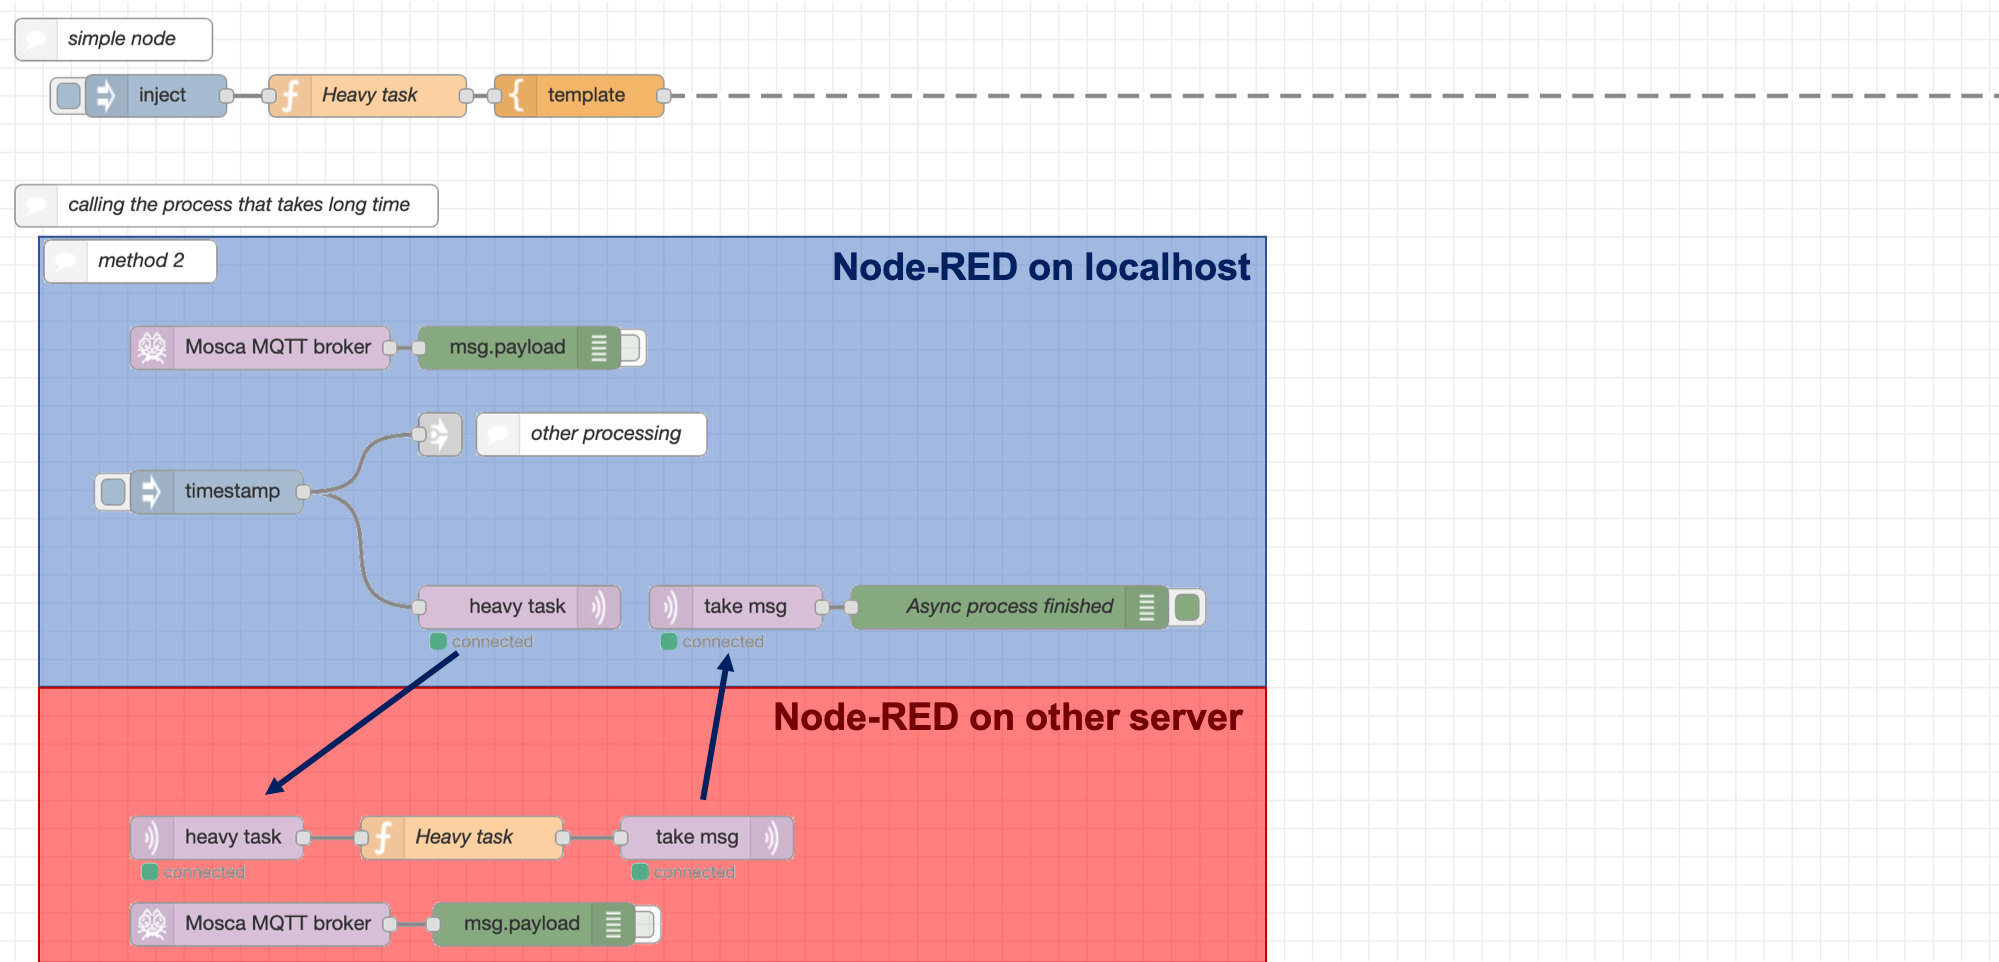 simple node
inject
Heavy task
template
calling the process that takes long time
method 2
Node-RED on localhost
Mosca MQTT broker
msg.payload
other processing
timestamp
heavy task
take msg
Async process finished
connected
connected
Node-RED on other server
heavy task
Heavy task
take msg
connected
connected
Mosca MQTT broker
msg.payload